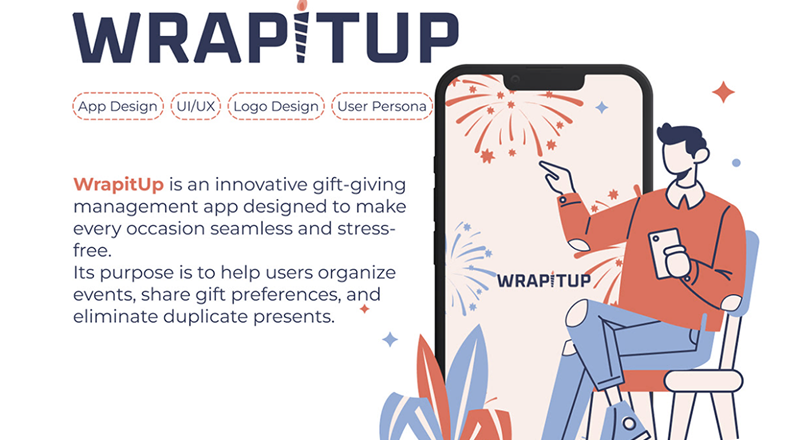 WRAPITUP
App Design UI/UX Logo Design User Persona
WrapitUp is an innovative gift-giving
management app designed to make
every occasion seamless and stress-
free.
Its purpose is to help users organize
events, share gift preferences, and
eliminate duplicate presents.
WRAPITUP